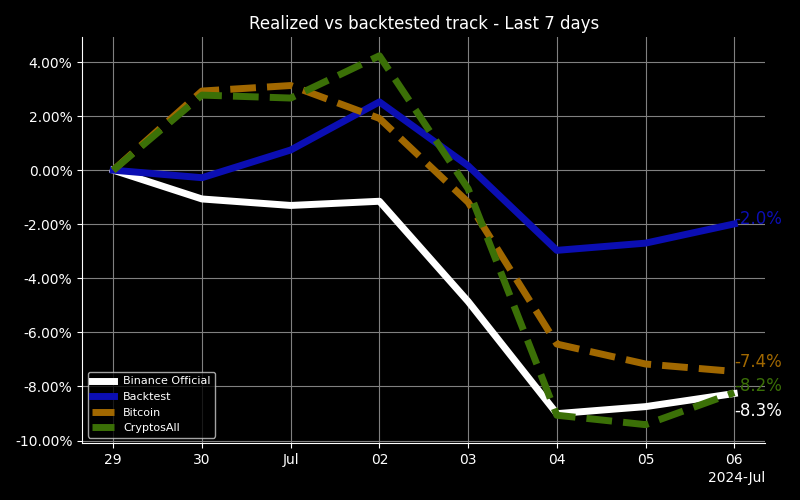 Realized vs backtested track - Last 7 days
4.00%
2.00%
0.00%
-2.00%
-4.00%
-6.00%
-8.00%
-10.00%
-2.0%
-7.4%
-8.2%
-8.3%
Binance Official
Backtest
Bitcoin
CryptosAll
29 30 Jul 02 03 04 05 06
2024-Jul